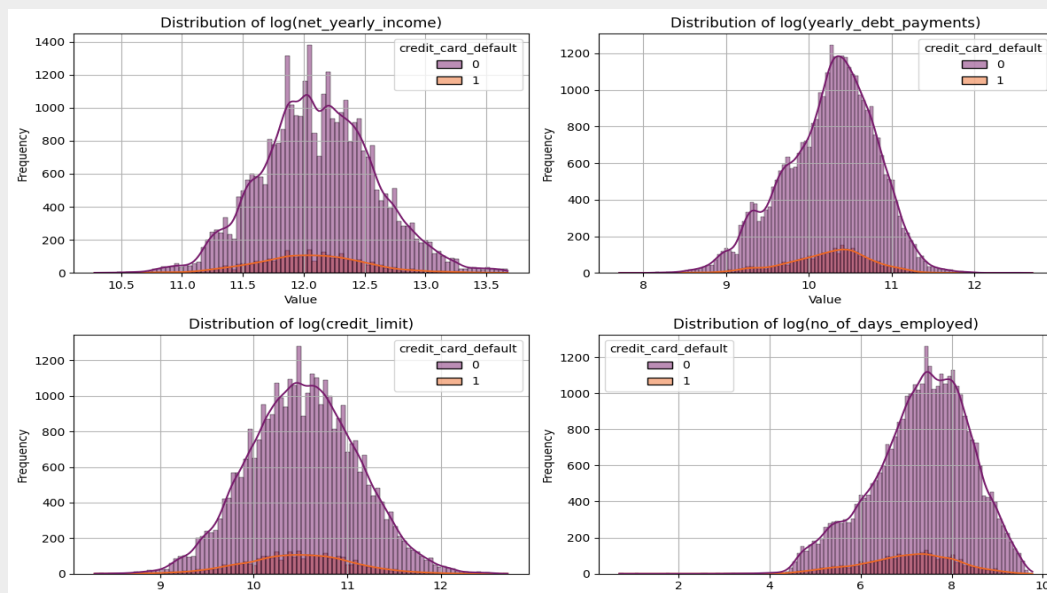 Distribution of log(net_yearly_income)
1400
1200
1000
800
600
400
200
0
Frequency
credit_card_default
0
1
10.5 11.0 11.5 12.0 12.5 13.0 13.5
Value
Distribution of log(yearly_debt_payments)
1200
1000
800
600
400
200
0
Frequency
credit_card_default
0
1
8 9 10 11 12
Value
Distribution of log(credit_limit)
1200
1000
800
600
400
200
0
Frequency
credit_card_default
0
1
9 10 11 12
Distribution of log(no_of_days_employed)
1200
1000
800
600
400
200
0
Frequency
credit_card_default
0
1
2 4 6 8 10